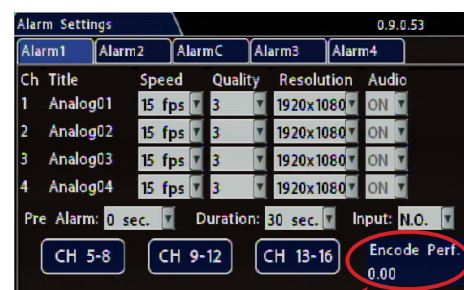 Alarm Settings 0.9.0.53
Alarm1 Alarm2 AlarmC Alarm3 Alarm4
Ch Title Speed Quality Resolution Audio
1 Analog01 15 fps 3 1920x1080 ON
2 Analog02 15 fps 3 1920x1080 ON
3 Analog03 15 fps 3 1920x1080 ON
4 Analog04 15 fps 3 1920x1080 ON
Pre Alarm: 0 sec. Duration: 30 sec. Input: N.O.
CH 5-8 CH 9-12 CH 13-16 Encode Perf.
0.00